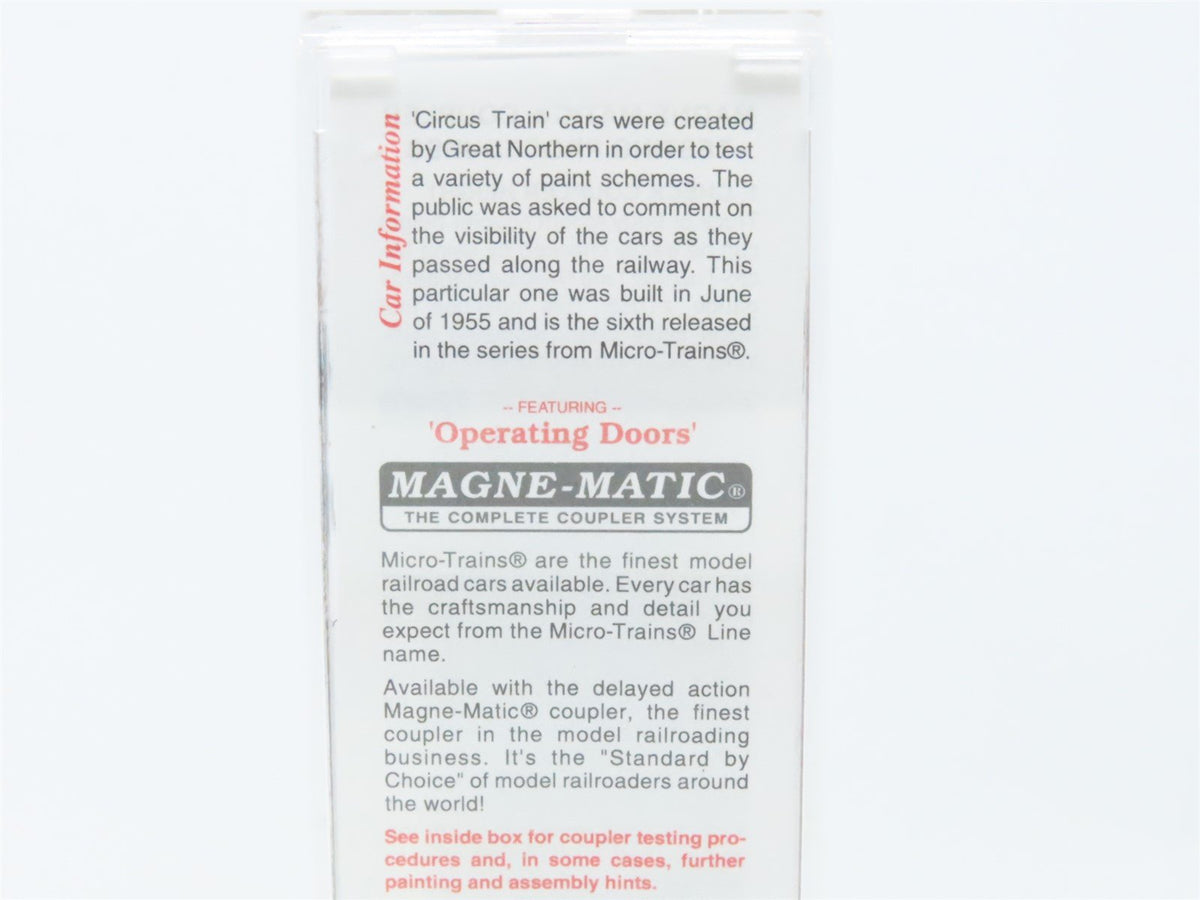 Car Information
'Circus Train' cars were created
by Great Northern in order to test
a variety of paint schemes. The
public was asked to comment on
the visibility of the cars as they
passed along the railway. This
particular one was built in June
of 1955 and is the sixth released
in the series from Micro-Trains®.
-- FEATURING --
'Operating Doors'
MAGNE-MATIC®
THE COMPLETE COUPLER SYSTEM
Micro-Trains® are the finest model
railroad cars available. Every car has
the craftsmanship and detail you
expect from the Micro-Trains® Line
name.
Available with the delayed action
Magne-Matic® coupler, the finest
coupler in the model railroading
business. It's the "Standard by
Choice" of model railroaders around
the world!
See inside box for coupler testing pro-
cedures and, in some cases, further
painting and assembly hints.